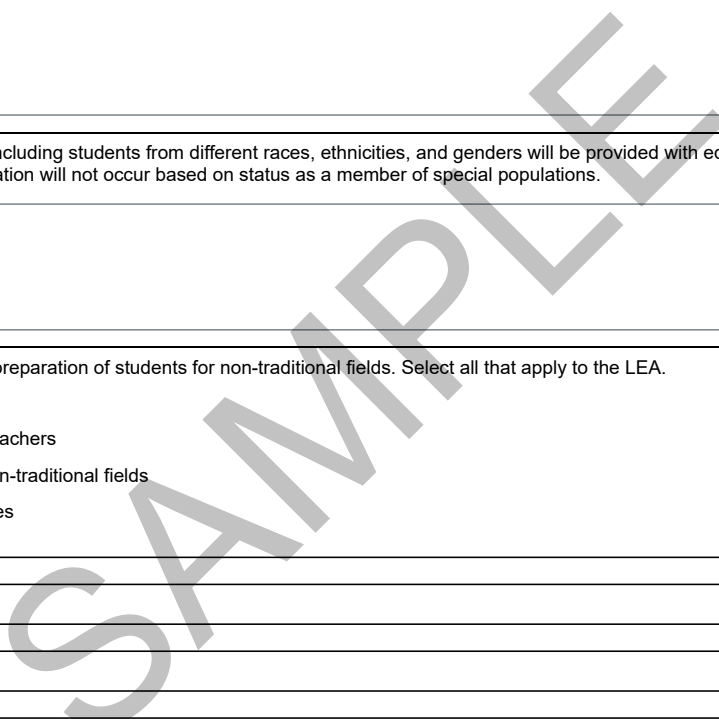 ncluding students from different races, ethnicities, and genders will be provided with
ation will not occur based on status as a member of special populations.
preparation of students for non-traditional fields. Select all that apply to the LEA.
achers
n-traditional fields
es
SAMPLE